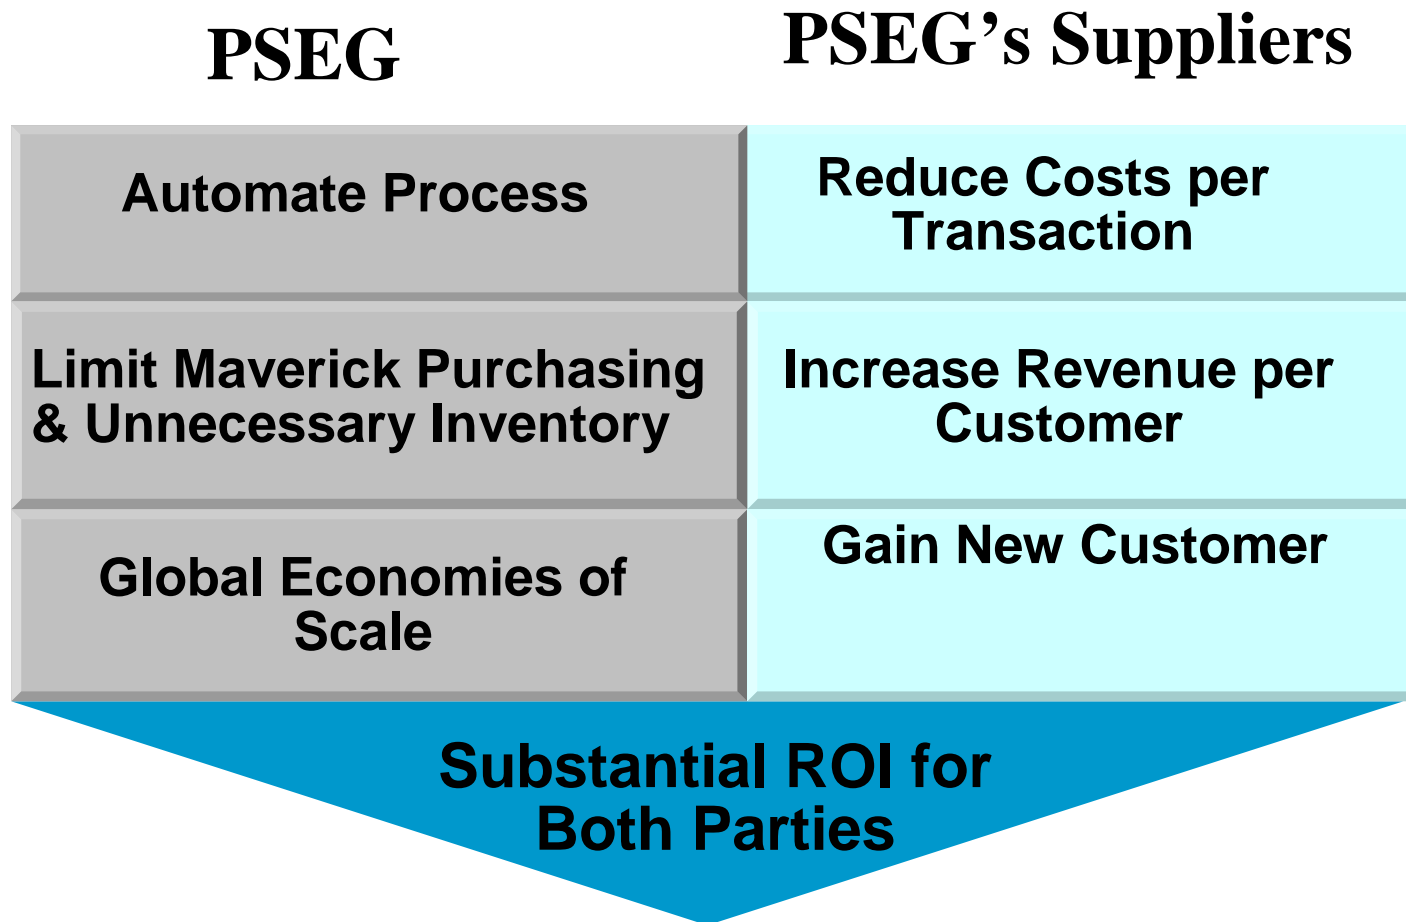 PSEG
PSEG’s Suppliers
Automate Process
Reduce Costs per
Transaction
Limit Maverick Purchasing
& Unnecessary Inventory
Increase Revenue per
Customer
Global Economies of
Scale
Gain New Customer
Substantial ROI for
Both Parties